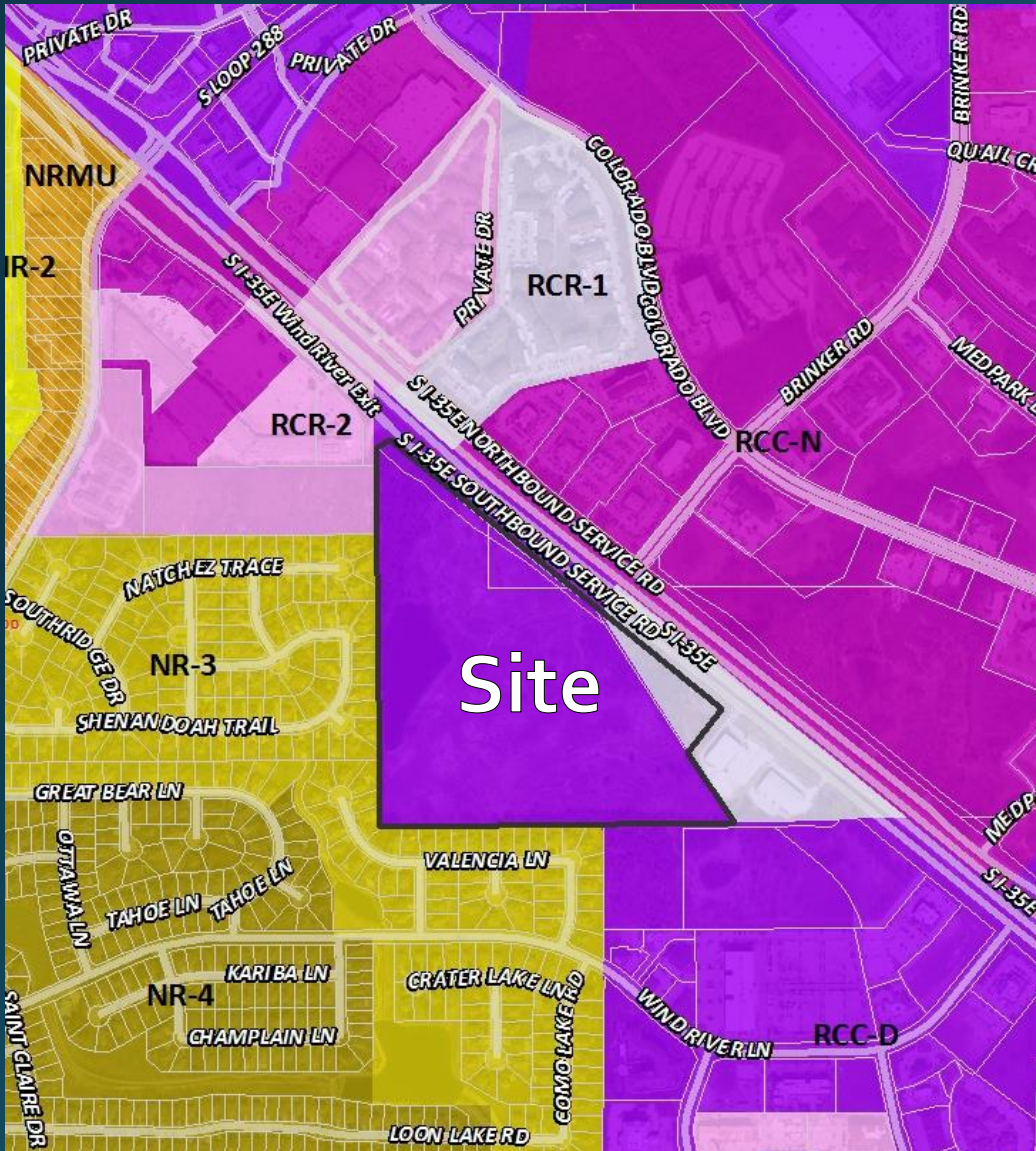 PRIVATE DR
S LOOP 288
PRIVATE DR
BRINKER RD
QUAIL CR
NRMU
COLORADO BLVD
PRIVATE DR
RCR-1
NR-2
S I-35E Wind River Exit
COLORADO BLVD
BRINKER RD
MEDPARK
RCR-2
S I-35E NORTHBOUND SERVICE RD
RCC-N
S I-35E SOUTHBOUND SERVICE RD
NATCHEZ TRACE
SOUTHRIDGE DR
S I-35E
NR-3
Site
SHENANDOAH TRAIL
GREAT BEAR LN
MEDP
OTTAWA LN
VALENCIA LN
TAHOE LN
TAHOE LN
S I-35E
KARIBA LN
CRATER LAKE LN
NR-4
COMO LAKE RD
WIND RIVER LN
SAINT CLAIRE DR
CHAMPLAIN LN
RCC-D
LOON LAKE RD